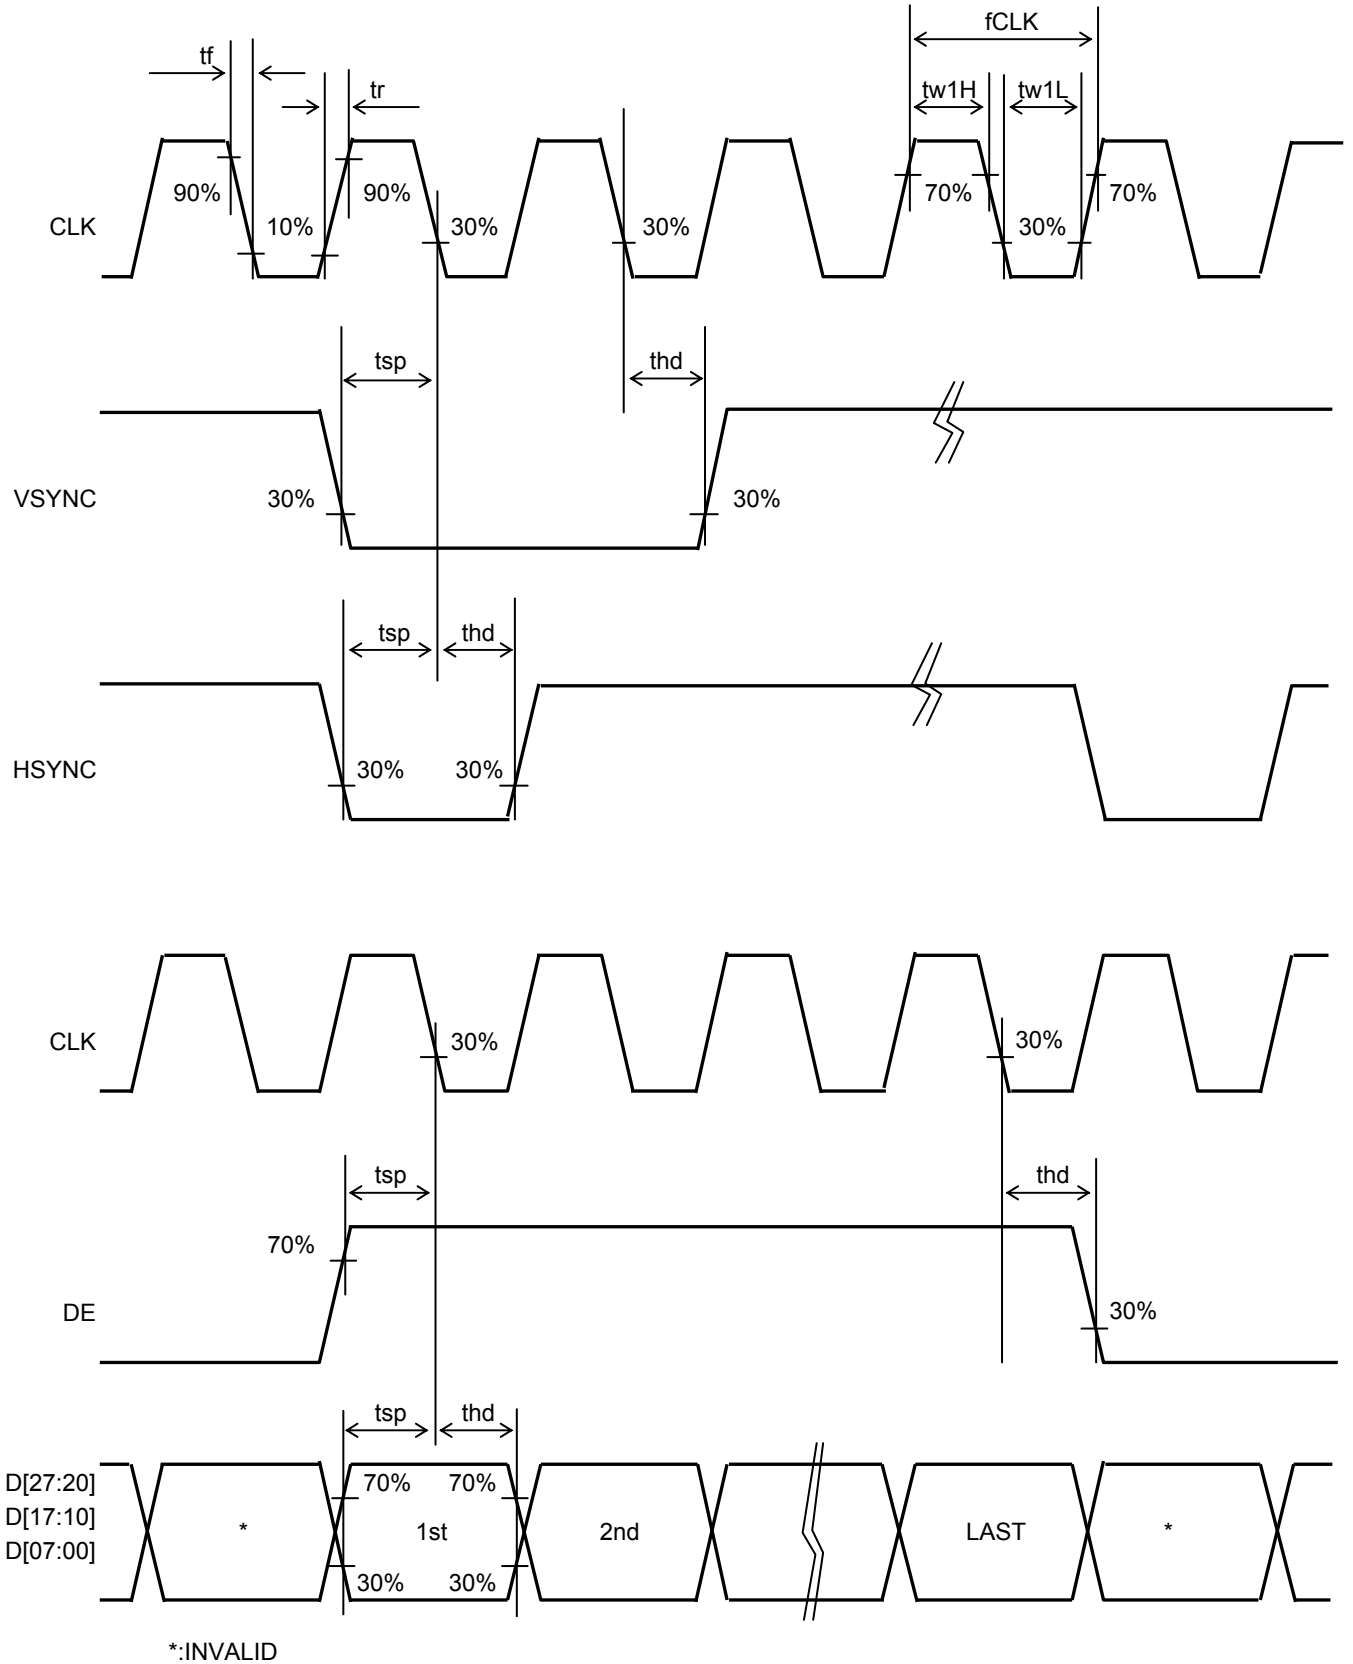 fCLK
tf
tr
tw1H
tw1L
90%
10%
90%
30%
30%
70%
30%
70%
CLK
tsp
thd
VSYNC
30%
30%
tsp
thd
HSYNC
30%
30%
CLK
30%
30%
tsp
thd
70%
DE
30%
tsp
thd
D[27:20]
D[17:10]
D[07:00]
70%
70%
*
1st
2nd
LAST
*
30%
30%
*:INVALID